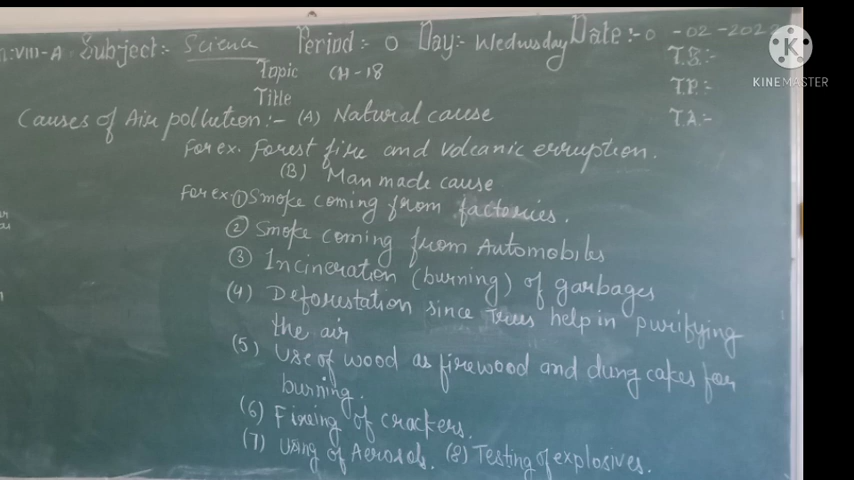 :VIII-A Subject:- Science Period:- 0 Day:- Wednesday Date:-0 -02-202
Topic CH-18
Title
T.S:-
T.P:-
T.A:-
KINEMASTER
Causes of Air pollution:- (A) Natural cause
For ex. Forest fire and volcanic erruption.
(B) Man made cause
For ex:① Smoke coming from factories.
② Smoke coming from Automobiles
③ Incineration (burning) of garbages
(4) Deforestation since Trees help in purifying
the air
(5) Use of wood as firewood and dung cakes for
burning.
(6) Fireing of crackers.
(7) Using of Aerosols. (8) Testing of explosives.